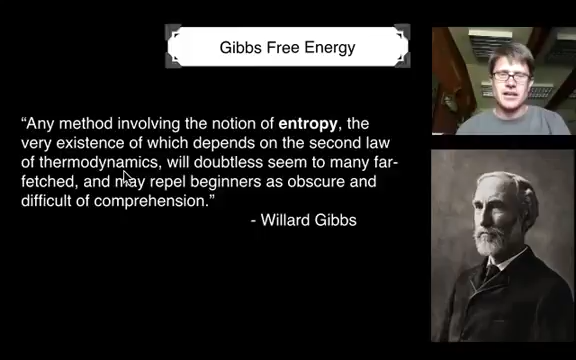 Gibbs Free Energy
“Any method involving the notion of entropy, the
very existence of which depends on the second law
of thermodynamics, will doubtless seem to many far-
fetched, and may repel beginners as obscure and
difficult of comprehension.”
- Willard Gibbs